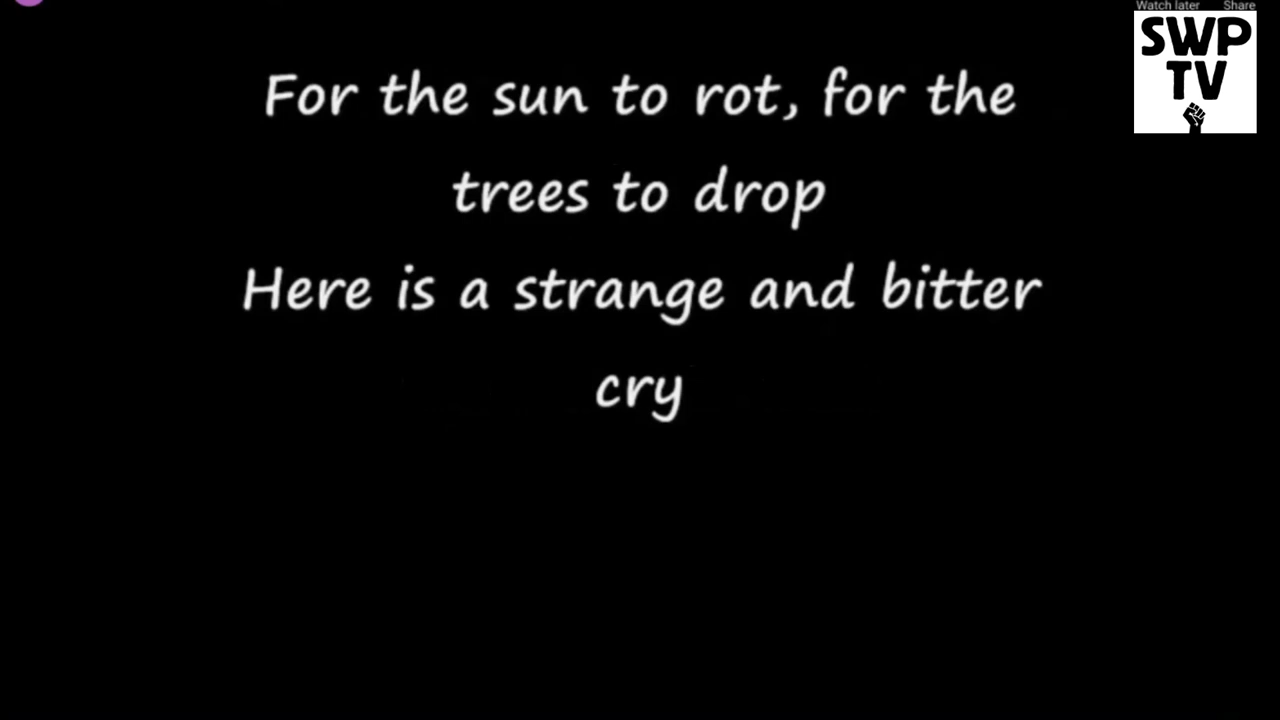 Watch later Share
SWP
TV
For the sun to rot, for the
trees to drop
Here is a strange and bitter
cry